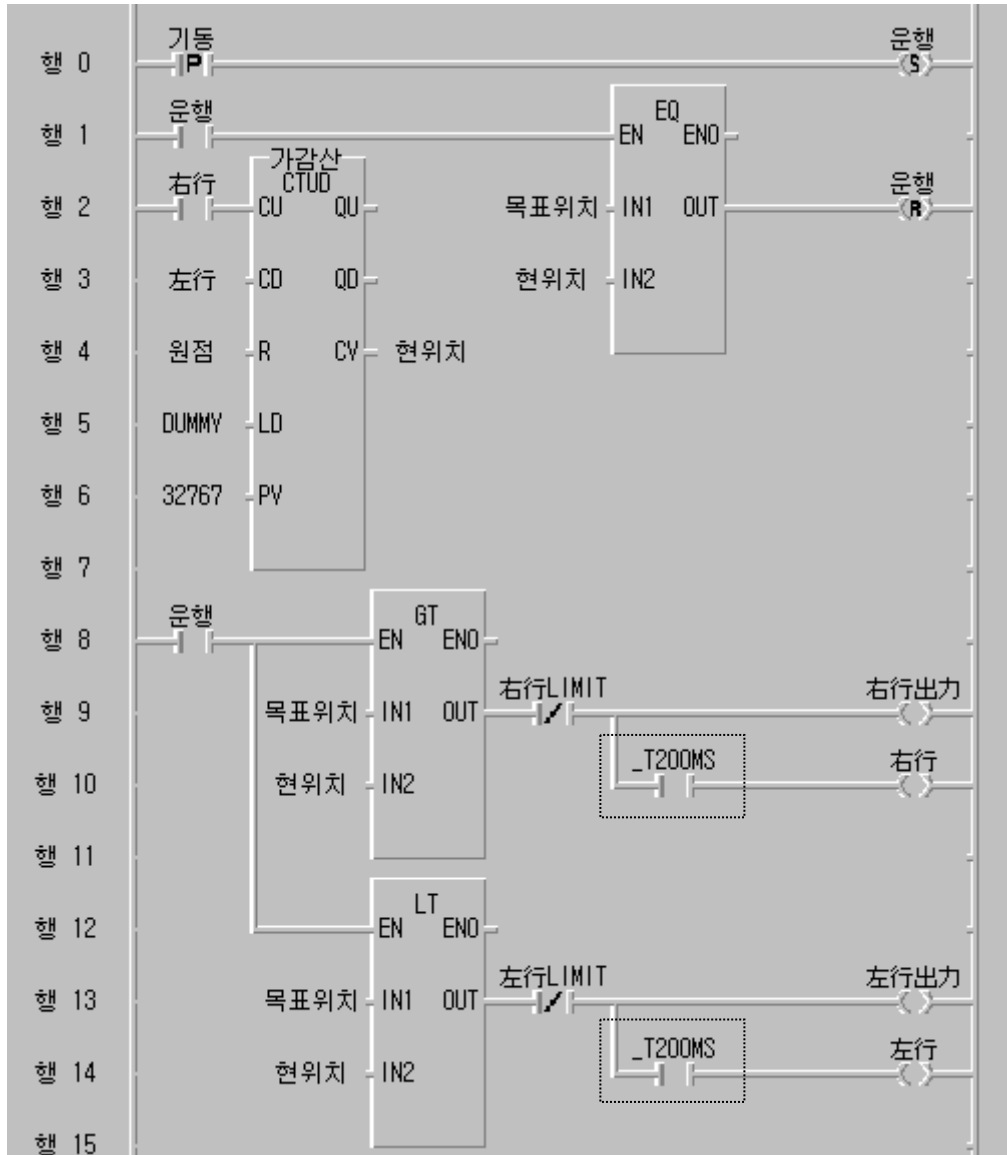 기동 운행
행 0 P S
운행 EQ
행 1 EN ENO
가감산
右行 CTUD 운행
행 2 CU QU 목표위치 IN1 OUT R
행 3 左行 CD QD 현위치 IN2
행 4 원점 R CV 현위치
행 5 DUMMY LD
행 6 32767 PV
행 7
운행 GT
행 8 EN ENO
右行LIMIT 右行出力
행 9 목표위치 IN1 OUT
_T200MS 右行
행 10 현위치 IN2
행 11
LT
행 12 EN ENO
左行LIMIT 左行出力
행 13 목표위치 IN1 OUT
_T200MS 左行
행 14 현위치 IN2
행 15